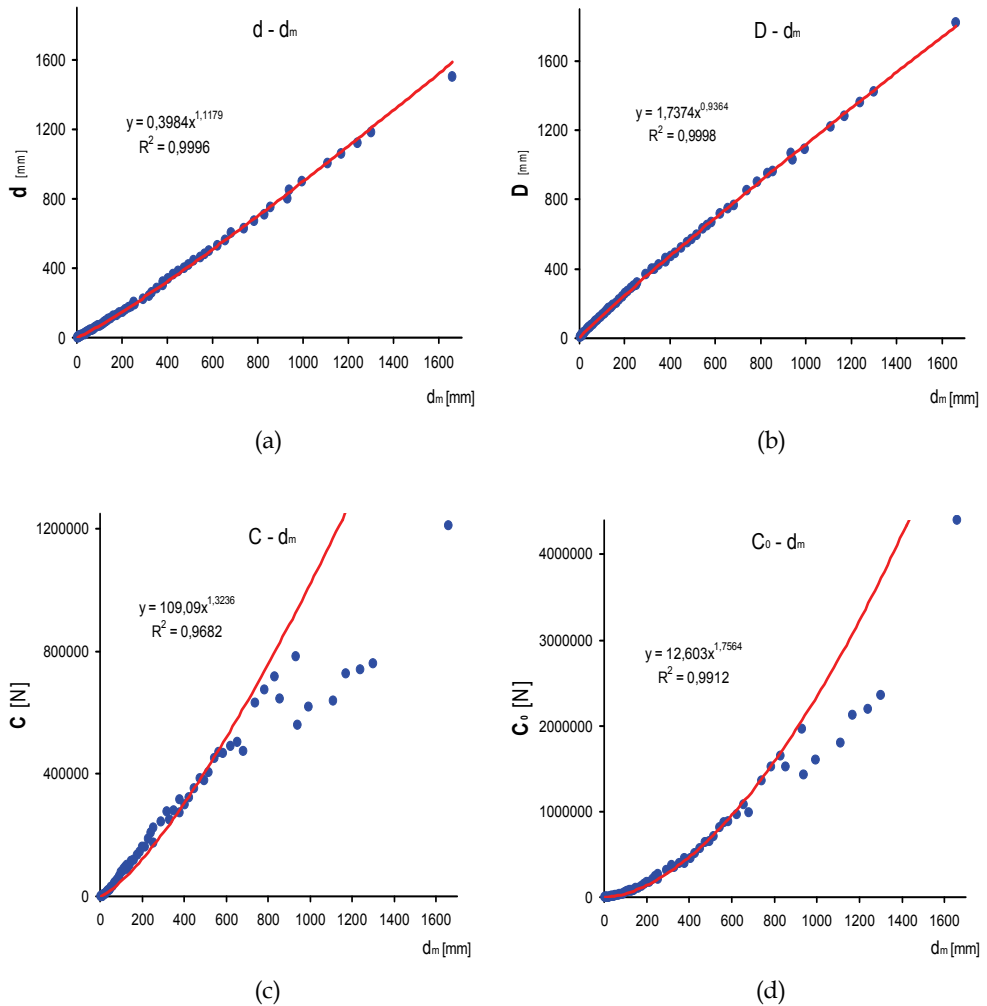 d - dm
1600
y = 0,3984x^1,1179
R² = 0,9996
1200
d [mm]
800
400
0
0 200 400 600 800 1000 1200 1400 1600
dm [mm]
(a)
D - dm
1600
y = 1,7374x^0,9364
R² = 0,9998
1200
D [mm]
800
400
0
0 200 400 600 800 1000 1200 1400 1600
dm [mm]
(b)
C - dm
1200000
y = 109,09x^1,3236
R² = 0,9682
800000
C [N]
400000
0
0 200 400 600 800 1000 1200 1400 1600
dm [mm]
(c)
C₀ - dm
4000000
3000000
y = 12,603x^1,7564
R² = 0,9912
C₀ [N]
2000000
1000000
0
0 200 400 600 800 1000 1200 1400 1600
dm [mm]
(d)